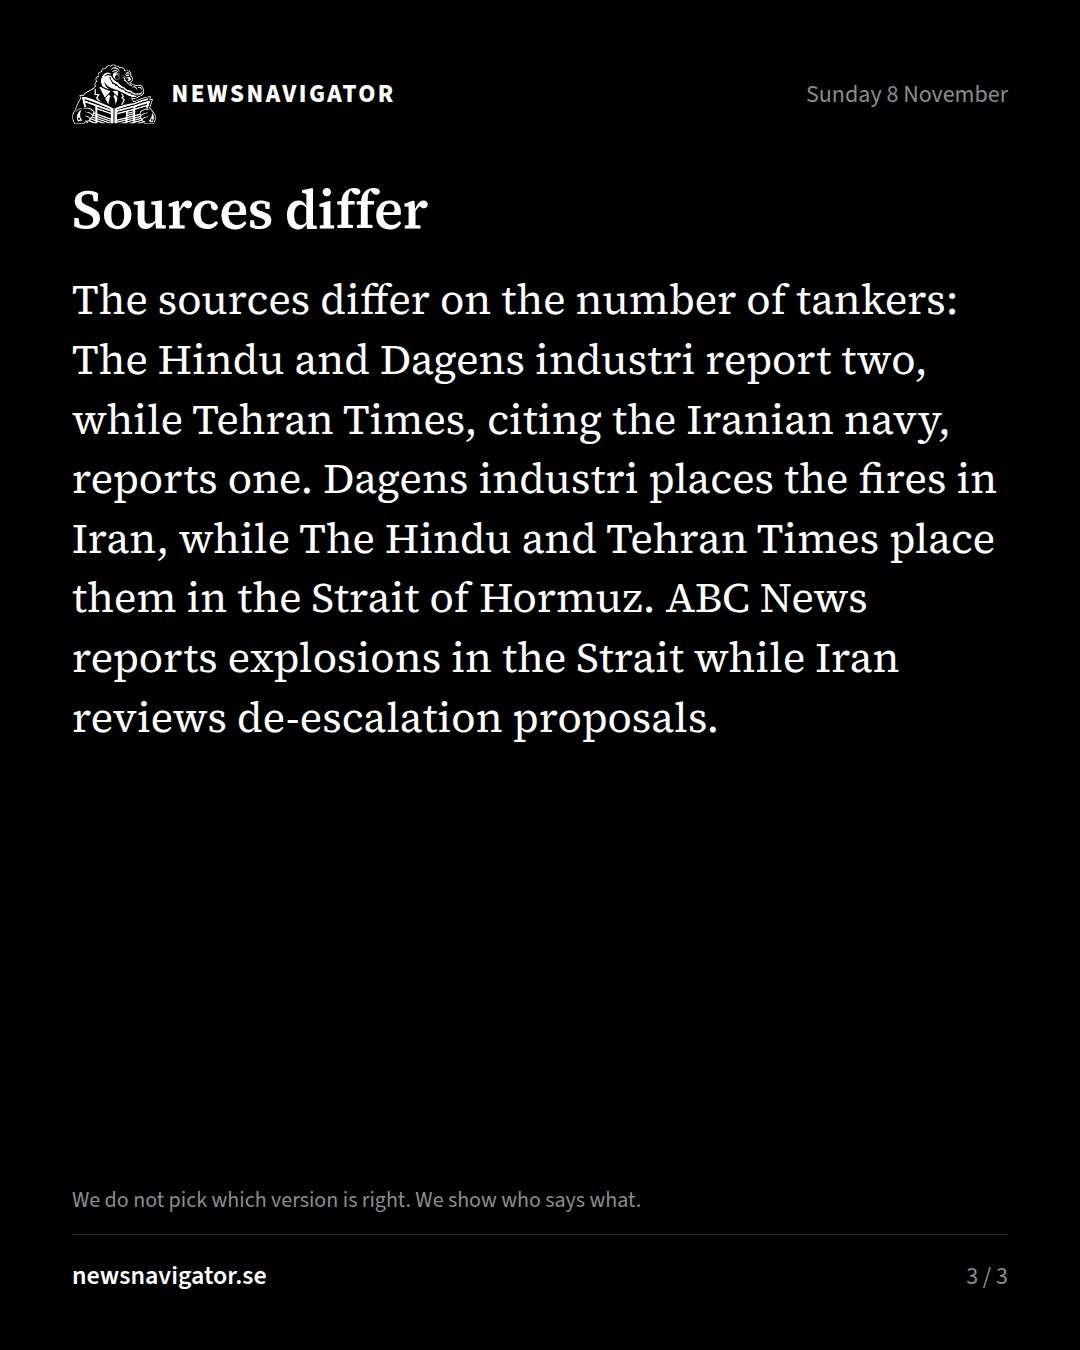 NEWSNAVIGATOR
Sunday 8 November
Sources differ
The sources differ on the number of tankers:
The Hindu and Dagens industri report two,
while Tehran Times, citing the Iranian navy,
reports one. Dagens industri places the fires in
Iran, while The Hindu and Tehran Times place
them in the Strait of Hormuz. ABC News
reports explosions in the Strait while Iran
reviews de-escalation proposals.
We do not pick which version is right. We show who says what.
newsnavigator.se
3 / 3